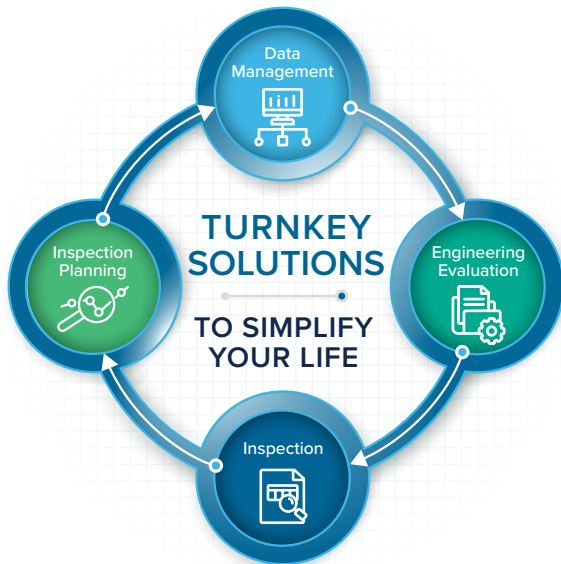 Data
Management
TURNKEY
SOLUTIONS
TO SIMPLIFY
YOUR LIFE
Inspection
Planning
Engineering
Evaluation
Inspection